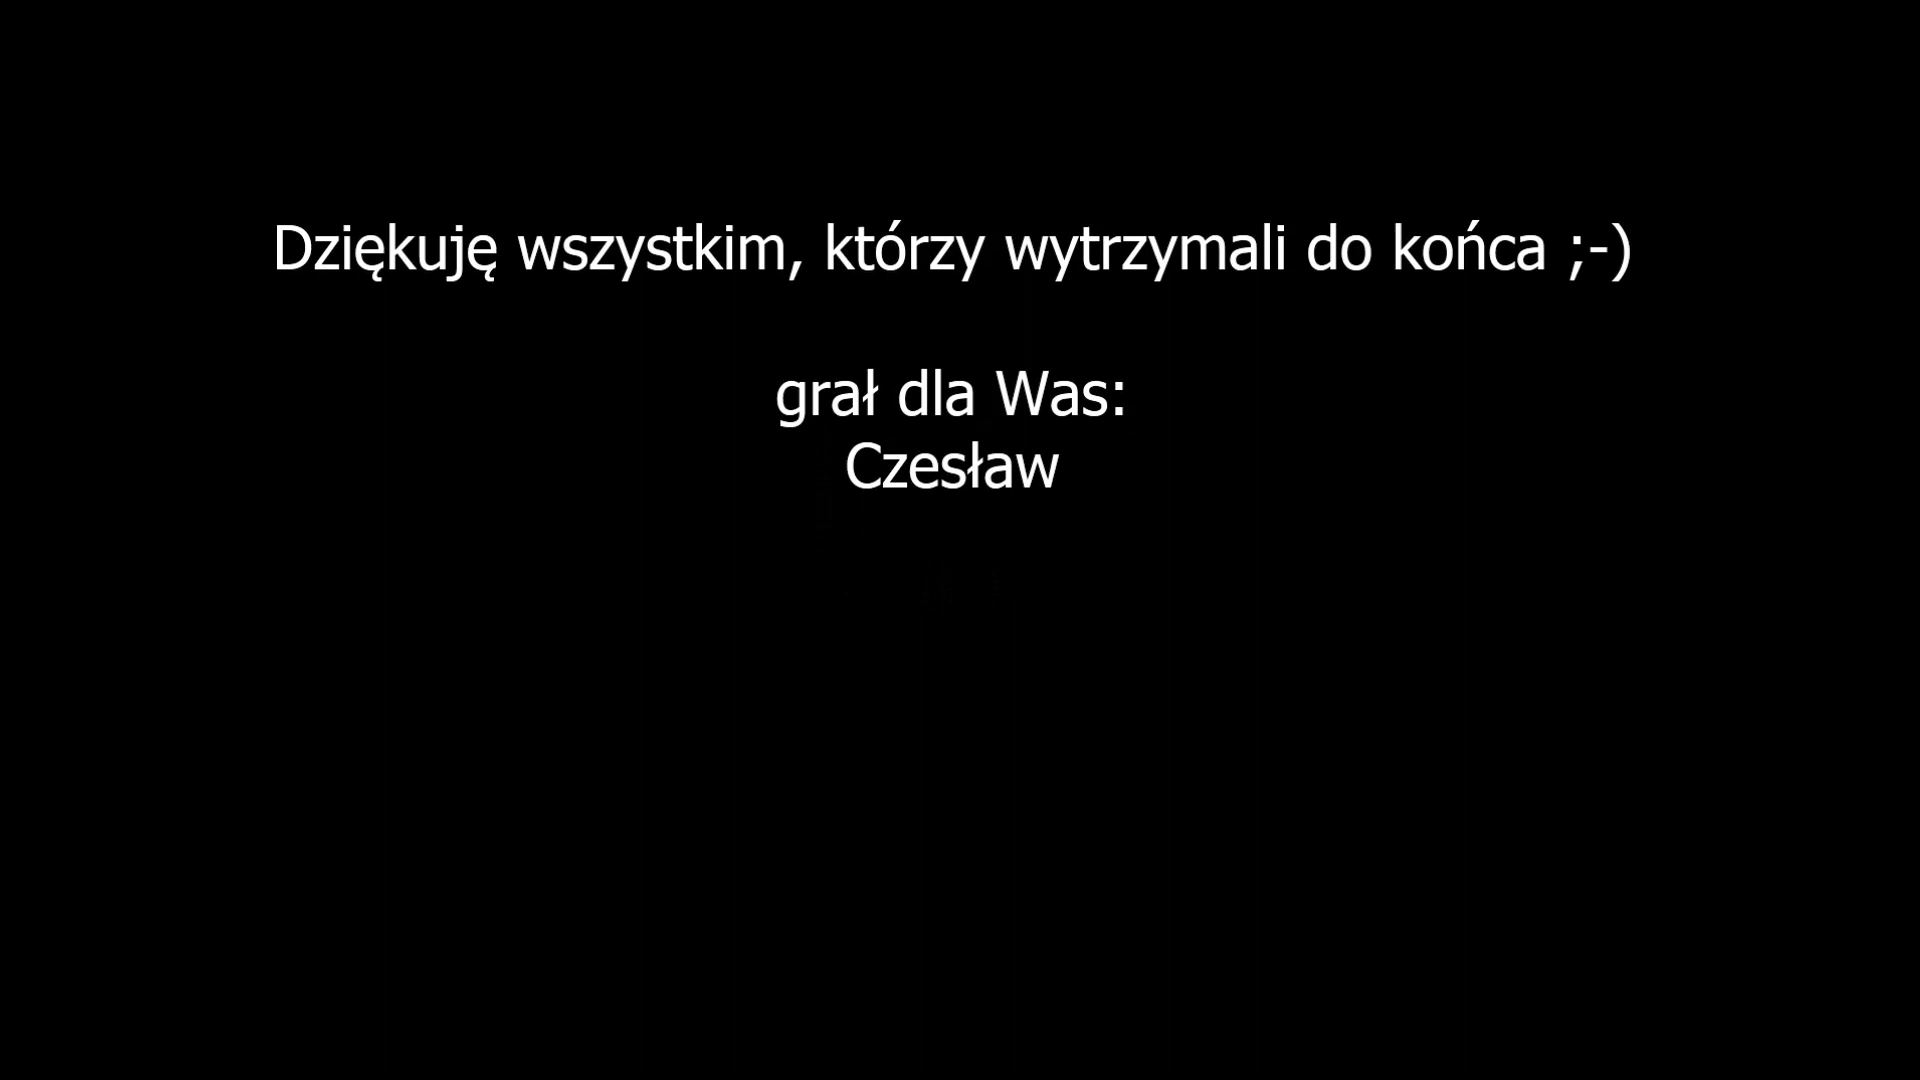 Dziękuję wszystkim, którzy wytrzymali do końca ;-)
grał dla Was:
Czesław